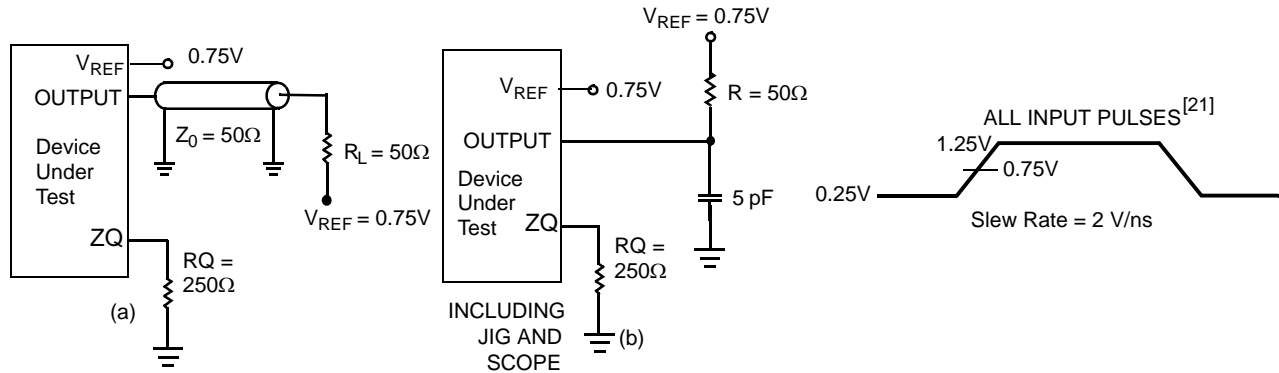 VREF
0.75V
OUTPUT
Z0 = 50Ω
Device
Under
Test
RL = 50Ω
VREF = 0.75V
ZQ
RQ =
250Ω
(a)
VREF = 0.75V
VREF
0.75V
R = 50Ω
OUTPUT
Device
Under
Test
5 pF
ZQ
RQ =
250Ω
INCLUDING
JIG AND
SCOPE
(b)
ALL INPUT PULSES[21]
1.25V
0.75V
0.25V
Slew Rate = 2 V/ns